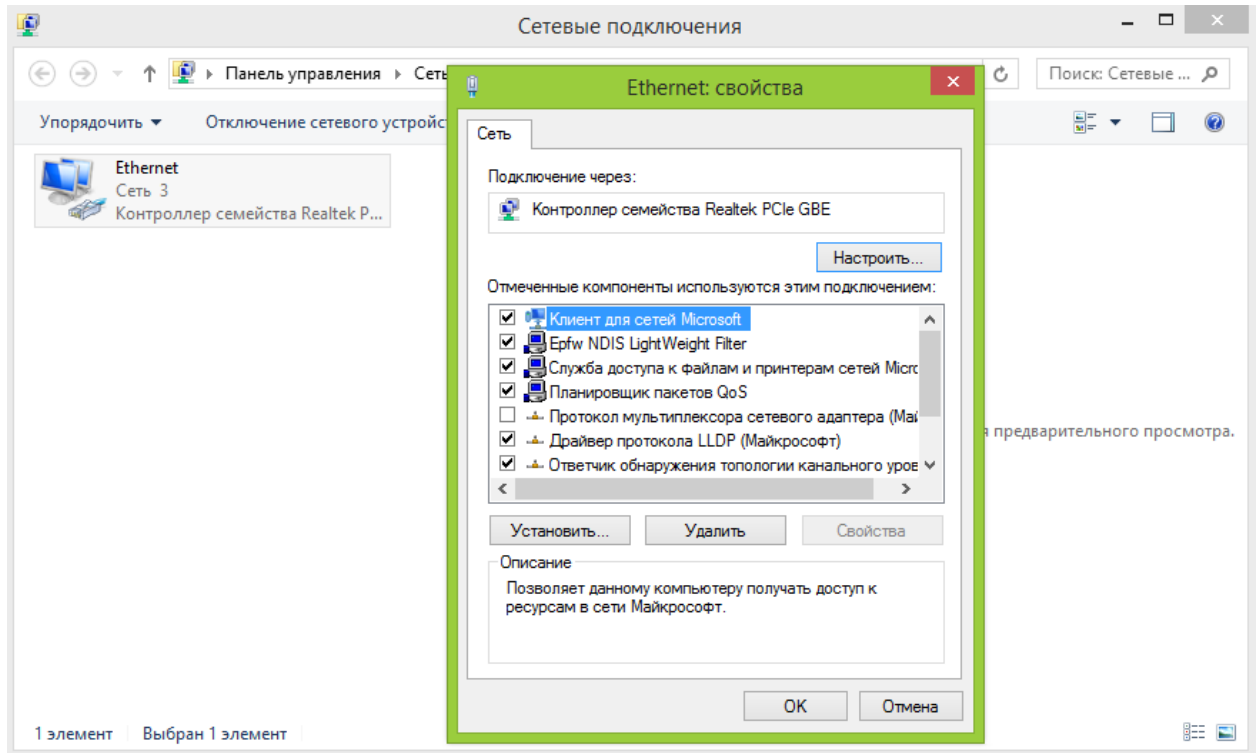 Сетевые подключения
Панель управления
Поиск: Сетевые ...
Упорядочить
Отключение сетевого
Ethernet
Сеть 3
Контроллер семейства Realtek P...
предварительного просмотра.
1 элемент Выбран 1 элемент
Ethernet: свойства
Сеть
Подключение через:
Контроллер семейства Realtek PCIe GBE
Настроить...
Отмеченные компоненты используются этим подключением:
Клиент для сетей Microsoft
Epfw NDIS LightWeight Filter
Служба доступа к файлам и принтерам сетей Micrc
Планировщик пакетов QoS
Протокол мультиплексора сетевого адаптера (Май
Драйвер протокола LLDP (Майкрософт)
Ответчик обнаружения топологии канального уров
Установить... Удалить Свойства
Описание
Позволяет данному компьютеру получать доступ к
ресурсам в сети Майкрософт.
OK Отмена